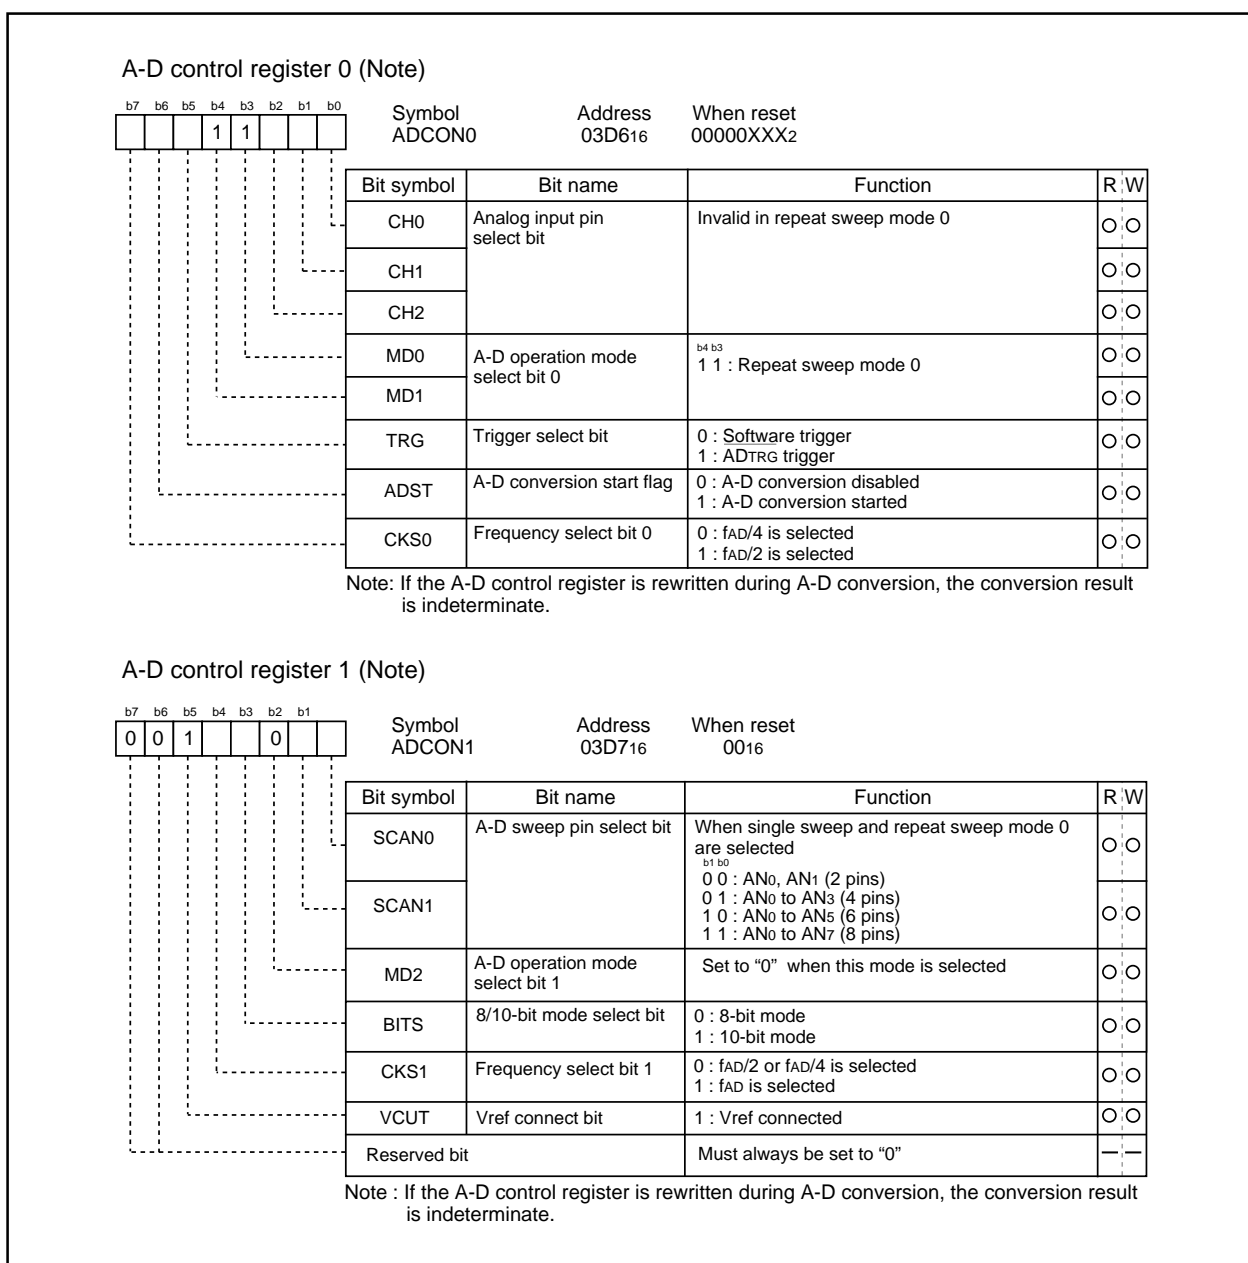 A-D control register 0 (Note)
b7 b6 b5 b4 b3 b2 b1 b0
1 1
Symbol Address When reset
ADCON0 03D616 00000XXX2
Bit symbol Bit name Function R W
CH0 Analog input pin select bit Invalid in repeat sweep mode 0
CH1
CH2
MD0 A-D operation mode select bit 0 b4 b3
1 1 : Repeat sweep mode 0
MD1
TRG Trigger select bit 0 : Software trigger
1 : ADTRG trigger
ADST A-D conversion start flag 0 : A-D conversion disabled
1 : A-D conversion started
CKS0 Frequency select bit 0 0 : fAD/4 is selected
1 : fAD/2 is selected
Note: If the A-D control register is rewritten during A-D conversion, the conversion result
is indeterminate.
A-D control register 1 (Note)
b7 b6 b5 b4 b3 b2 b1
0 0 1 0
Symbol Address When reset
ADCON1 03D716 0016
Bit symbol Bit name Function R W
SCAN0 A-D sweep pin select bit When single sweep and repeat sweep mode 0
are selected
b1 b0
0 0 : AN0, AN1 (2 pins)
0 1 : AN0 to AN3 (4 pins)
SCAN1 1 0 : AN0 to AN5 (6 pins)
1 1 : AN0 to AN7 (8 pins)
MD2 A-D operation mode select bit 1 Set to “0” when this mode is selected
BITS 8/10-bit mode select bit 0 : 8-bit mode
1 : 10-bit mode
CKS1 Frequency select bit 1 0 : fAD/2 or fAD/4 is selected
1 : fAD is selected
VCUT Vref connect bit 1 : Vref connected
Reserved bit Must always be set to “0”
Note : If the A-D control register is rewritten during A-D conversion, the conversion result
is indeterminate.